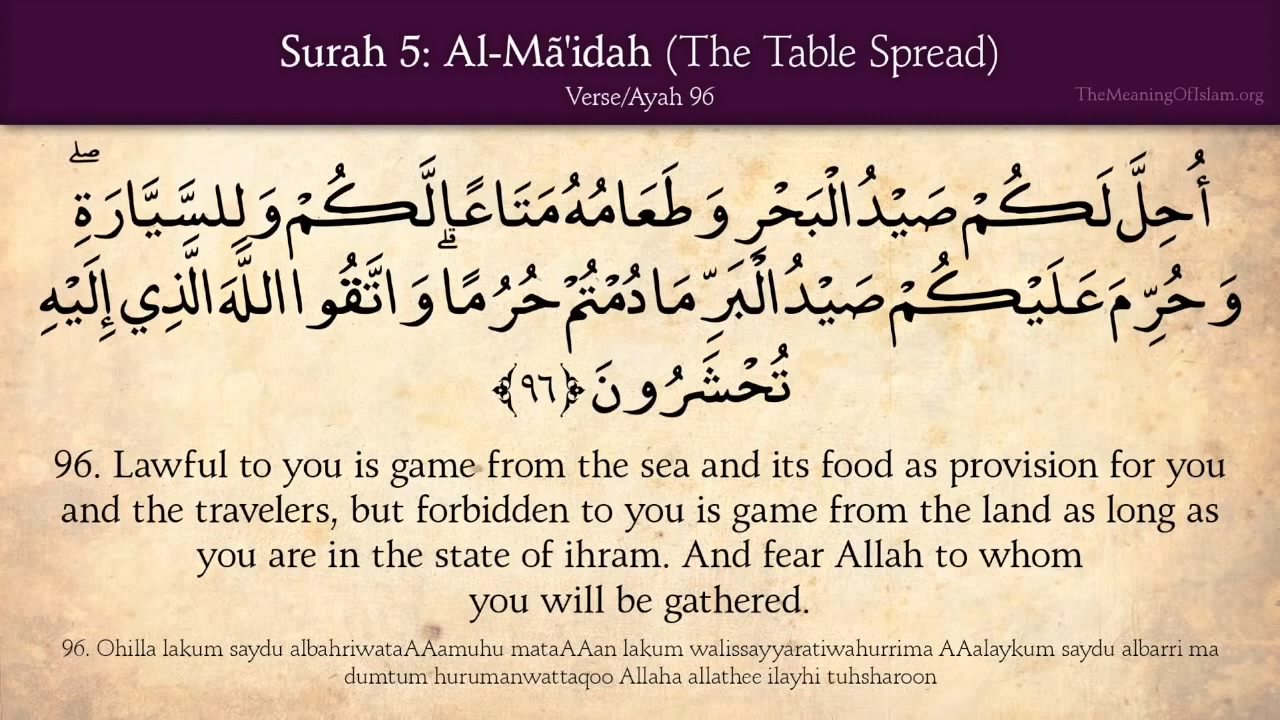 Surah 5: Al-Mã'idah (The Table Spread)
Verse/Ayah 96
TheMeaningOfIslam.org
أُحِلَّ لَكُمْ صَيْدُ الْبَحْرِ وَطَعَامُهُ مَتَاعًا لَّكُمْ وَلِلسَّيَّارَةِ ۖ
وَحُرِّمَ عَلَيْكُمْ صَيْدُ الْبَرِّ مَا دُمْتُمْ حُرُمًا ۗ وَاتَّقُوا اللَّهَ الَّذِي إِلَيْهِ
تُحْشَرُونَ ﴿٩٦﴾
96. Lawful to you is game from the sea and its food as provision for you
and the travelers, but forbidden to you is game from the land as long as
you are in the state of ihram. And fear Allah to whom
you will be gathered.
96. Ohilla lakum saydu albahriwataAAamuhu mataAAan lakum walissayyaratiwahurrima AAalaykum saydu albarri ma
dumtum hurumanwattaqoo Allaha allathee ilayhi tuhsharoon